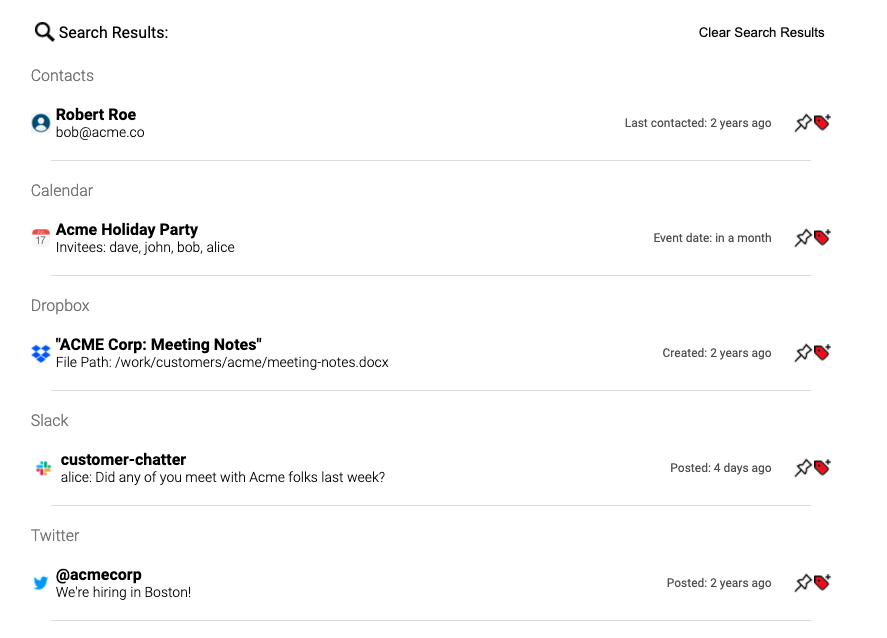 Search Results:
Clear Search Results
Contacts
Robert Roe
bob@acme.co
Last contacted: 2 years ago
Calendar
17
Acme Holiday Party
Invitees: dave, john, bob, alice
Event date: in a month
Dropbox
"ACME Corp: Meeting Notes"
File Path: /work/customers/acme/meeting-notes.docx
Created: 2 years ago
Slack
customer-chatter
alice: Did any of you meet with Acme folks last week?
Posted: 4 days ago
Twitter
@acmecorp
We're hiring in Boston!
Posted: 2 years ago